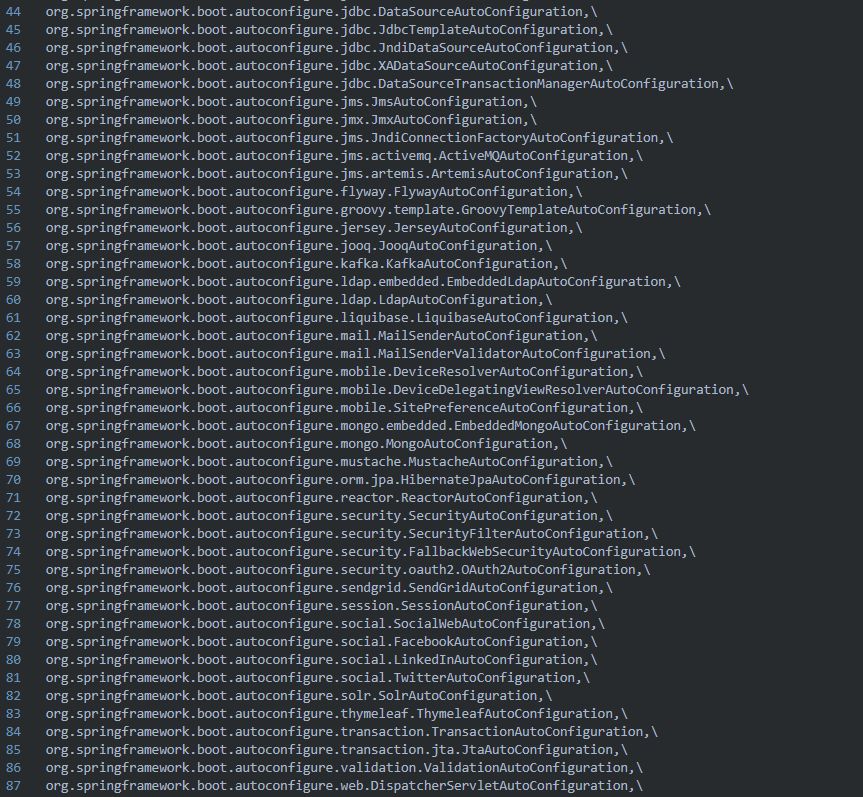 44 org.springframework.boot.autoconfigure.jdbc.DataSourceAutoConfiguration,\
45 org.springframework.boot.autoconfigure.jdbc.JdbcTemplateAutoConfiguration,\
46 org.springframework.boot.autoconfigure.jdbc.JndiDataSourceAutoConfiguration,\
47 org.springframework.boot.autoconfigure.jdbc.XADataSourceAutoConfiguration,\
48 org.springframework.boot.autoconfigure.jdbc.DataSourceTransactionManagerAutoConfiguration,\
49 org.springframework.boot.autoconfigure.jms.JmsAutoConfiguration,\
50 org.springframework.boot.autoconfigure.jmx.JmxAutoConfiguration,\
51 org.springframework.boot.autoconfigure.jms.JndiConnectionFactoryAutoConfiguration,\
52 org.springframework.boot.autoconfigure.jms.activemq.ActiveMQAutoConfiguration,\
53 org.springframework.boot.autoconfigure.jms.artemis.ArtemisAutoConfiguration,\
54 org.springframework.boot.autoconfigure.flyway.FlywayAutoConfiguration,\
55 org.springframework.boot.autoconfigure.groovy.template.GroovyTemplateAutoConfiguration,\
56 org.springframework.boot.autoconfigure.jersey.JerseyAutoConfiguration,\
57 org.springframework.boot.autoconfigure.jooq.JooqAutoConfiguration,\
58 org.springframework.boot.autoconfigure.kafka.KafkaAutoConfiguration,\
59 org.springframework.boot.autoconfigure.ldap.embedded.EmbeddedLdapAutoConfiguration,\
60 org.springframework.boot.autoconfigure.ldap.LdapAutoConfiguration,\
61 org.springframework.boot.autoconfigure.liquibase.LiquibaseAutoConfiguration,\
62 org.springframework.boot.autoconfigure.mail.MailSenderAutoConfiguration,\
63 org.springframework.boot.autoconfigure.mail.MailSenderValidatorAutoConfiguration,\
64 org.springframework.boot.autoconfigure.mobile.DeviceResolverAutoConfiguration,\
65 org.springframework.boot.autoconfigure.mobile.DeviceDelegatingViewResolverAutoConfiguration,\
66 org.springframework.boot.autoconfigure.mobile.SitePreferenceAutoConfiguration,\
67 org.springframework.boot.autoconfigure.mongo.embedded.EmbeddedMongoAutoConfiguration,\
68 org.springframework.boot.autoconfigure.mongo.MongoAutoConfiguration,\
69 org.springframework.boot.autoconfigure.mustache.MustacheAutoConfiguration,\
70 org.springframework.boot.autoconfigure.orm.jpa.HibernateJpaAutoConfiguration,\
71 org.springframework.boot.autoconfigure.reactor.ReactorAutoConfiguration,\
72 org.springframework.boot.autoconfigure.security.SecurityAutoConfiguration,\
73 org.springframework.boot.autoconfigure.security.SecurityFilterAutoConfiguration,\
74 org.springframework.boot.autoconfigure.security.FallbackWebSecurityAutoConfiguration,\
75 org.springframework.boot.autoconfigure.security.oauth2.OAuth2AutoConfiguration,\
76 org.springframework.boot.autoconfigure.sendgrid.SendGridAutoConfiguration,\
77 org.springframework.boot.autoconfigure.session.SessionAutoConfiguration,\
78 org.springframework.boot.autoconfigure.social.SocialWebAutoConfiguration,\
79 org.springframework.boot.autoconfigure.social.FacebookAutoConfiguration,\
80 org.springframework.boot.autoconfigure.social.LinkedInAutoConfiguration,\
81 org.springframework.boot.autoconfigure.social.TwitterAutoConfiguration,\
82 org.springframework.boot.autoconfigure.solr.SolrAutoConfiguration,\
83 org.springframework.boot.autoconfigure.thymeleaf.ThymeleafAutoConfiguration,\
84 org.springframework.boot.autoconfigure.transaction.TransactionAutoConfiguration,\
85 org.springframework.boot.autoconfigure.transaction.jta.JtaAutoConfiguration,\
86 org.springframework.boot.autoconfigure.validation.ValidationAutoConfiguration,\
87 org.springframework.boot.autoconfigure.web.DispatcherServletAutoConfiguration,\